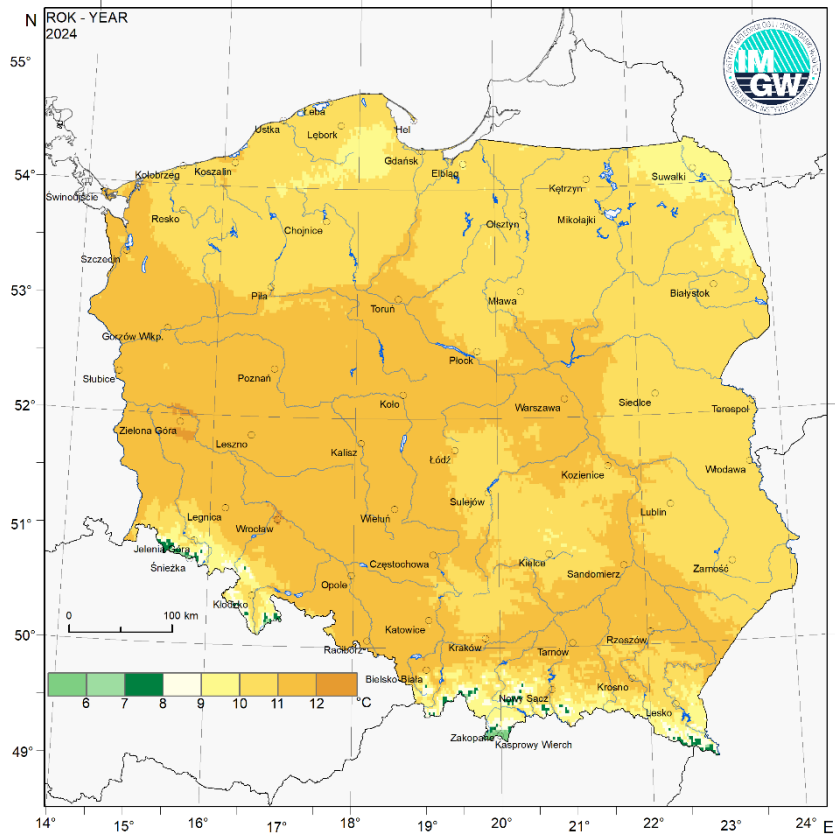 N
ROK - YEAR
2024
IM
GW
55°
Łeba
Ustka
Lębork
Hel
Gdańsk
Elbląg
54°
Kołobrzeg
Koszalin
Kętrzyn
Suwałki
Świnoujście
Resko
Chojnice
Olsztyn
Mikołajki
Szczecin
53°
Piła
Toruń
Mława
Białystok
Gorzów Wlkp.
Płock
Słubice
Poznań
52°
Koło
Warszawa
Siedlce
Terespol
Zielona Góra
Leszno
Kalisz
Łódź
Kozienice
Włodawa
Sulejów
51°
Legnica
Wrocław
Wieluń
Lublin
Jelenia Góra
Śnieżka
Częstochowa
Kielce
Sandomierz
Zamość
Opole
Kłodzko
0 100 km
50°
Katowice
Racibórz
Kraków
Tarnów
Rzeszów
Bielsko-Biała
Nowy Sącz
Krosno
Lesko
6 7 8 9 10 11 12 °C
Zakopane
Kasprowy Wierch
49°
14 15° 16° 17° 18° 19° 20° 21° 22° 23° 24° E